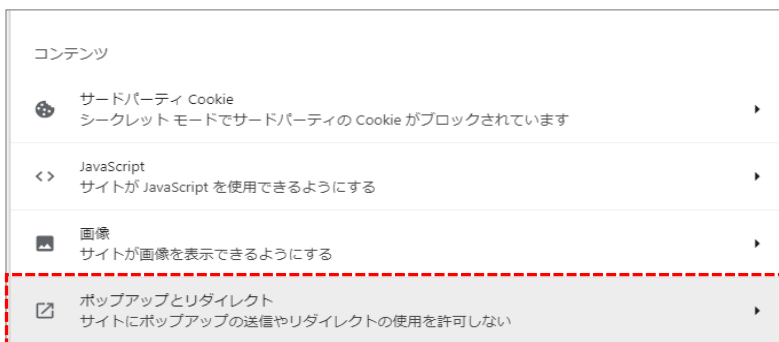 コンテンツ
サードパーティ Cookie
シークレット モードでサードパーティの Cookie がブロックされています
JavaScript
サイトが JavaScript を使用できるようにする
画像
サイトが画像を表示できるようにする
ポップアップとリダイレクト
サイトにポップアップの送信やリダイレクトの使用を許可しない